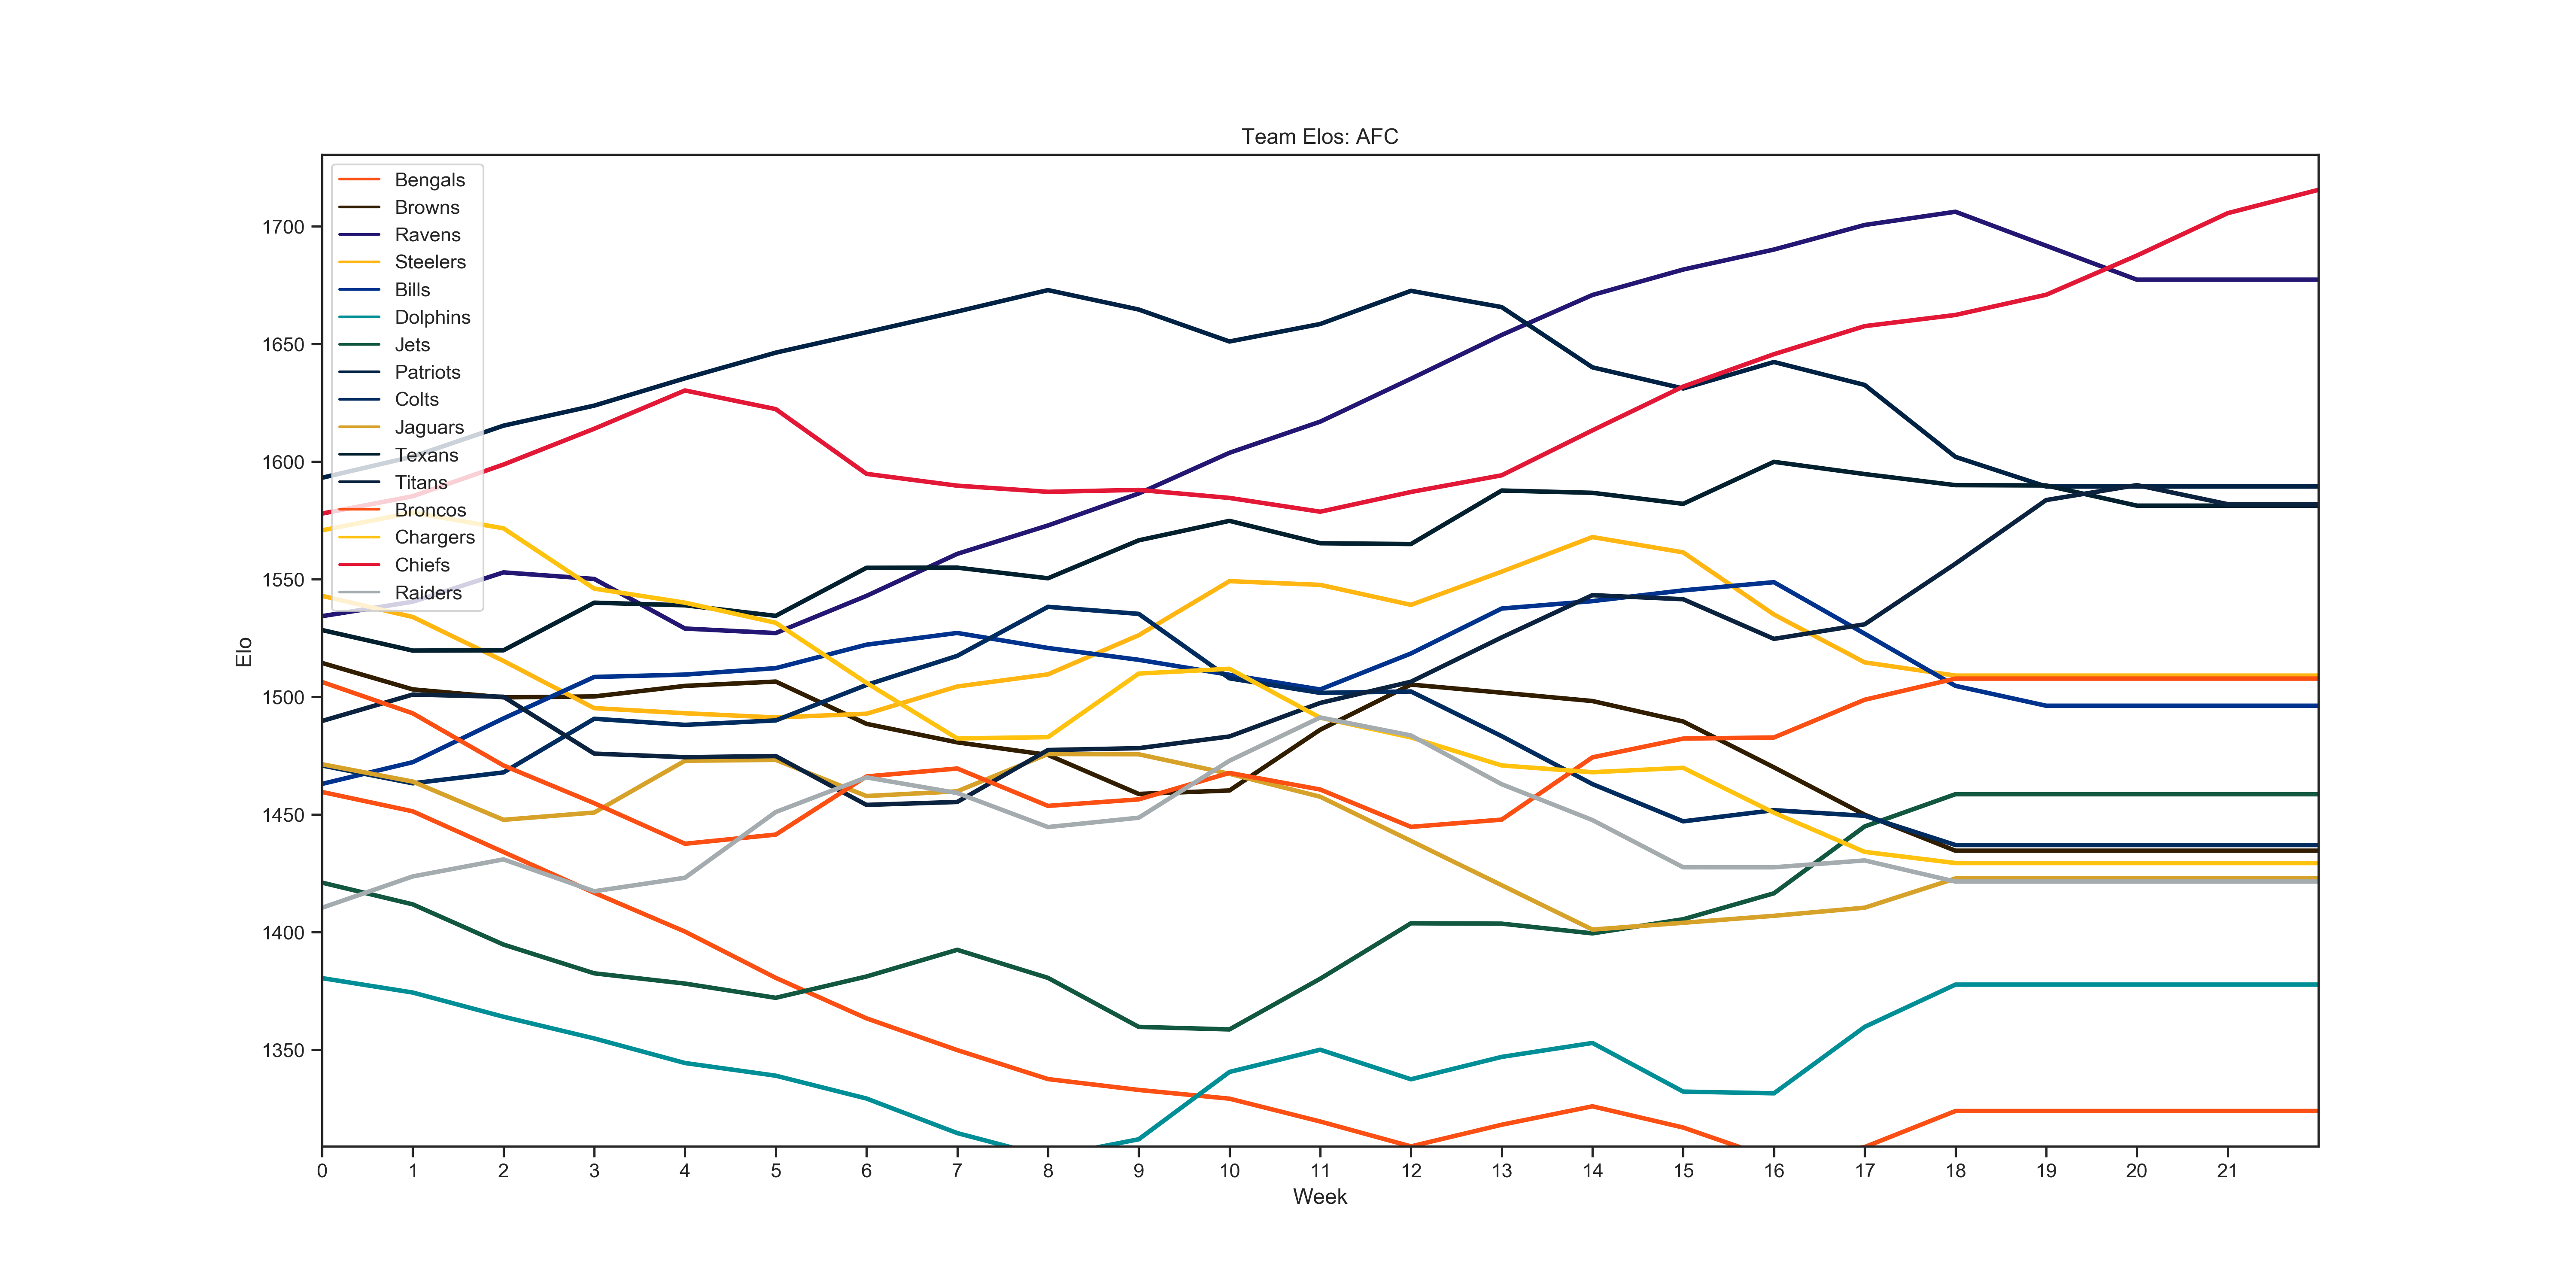 Team Elos: AFC
Bengals
Browns
Ravens
Steelers
Bills
Dolphins
Jets
Patriots
Colts
Jaguars
Texans
Titans
Broncos
Chargers
Chiefs
Raiders
1700
1650
1600
1550
1500
1450
1400
1350
Elo
0 1 2 3 4 5 6 7 8 9 10 11 12 13 14 15 16 17 18 19 20 21
Week